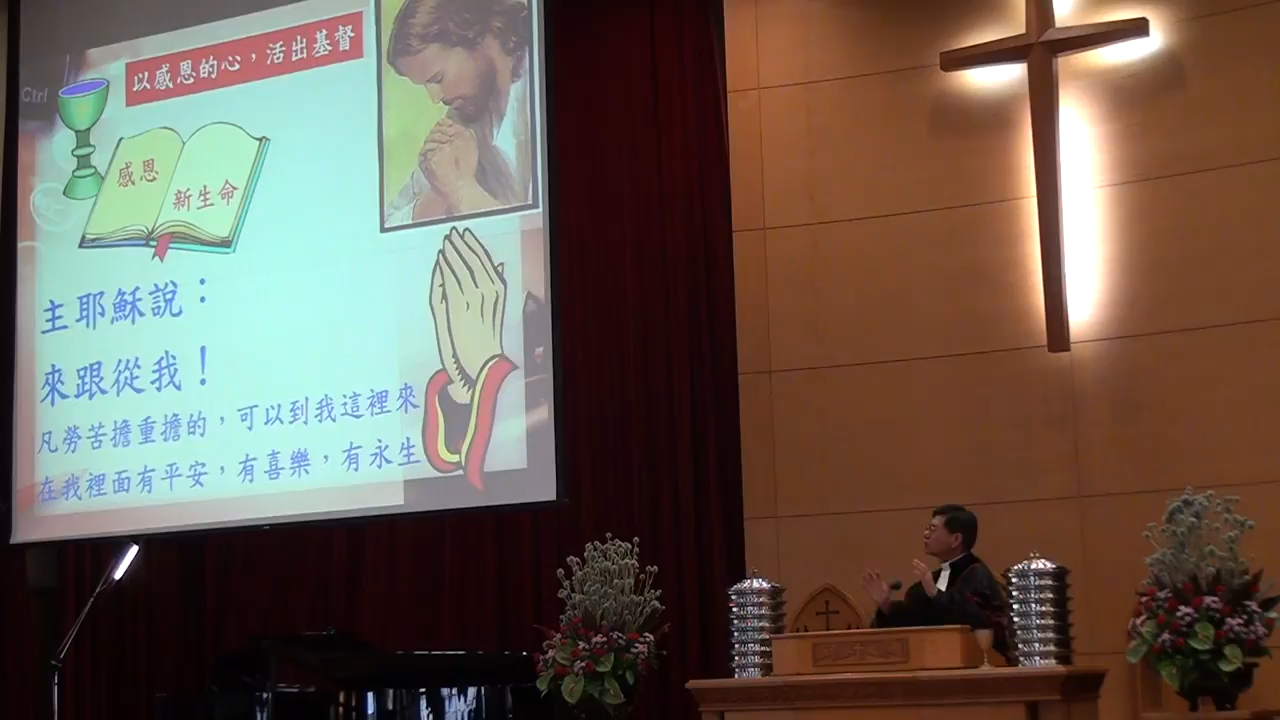 以感恩的心，活出基督
Ctrl
感恩
新生命
主耶穌說：
來跟從我！
凡勞苦擔重擔的，可以到我這裡來
在我裡面有平安，有喜樂，有永生